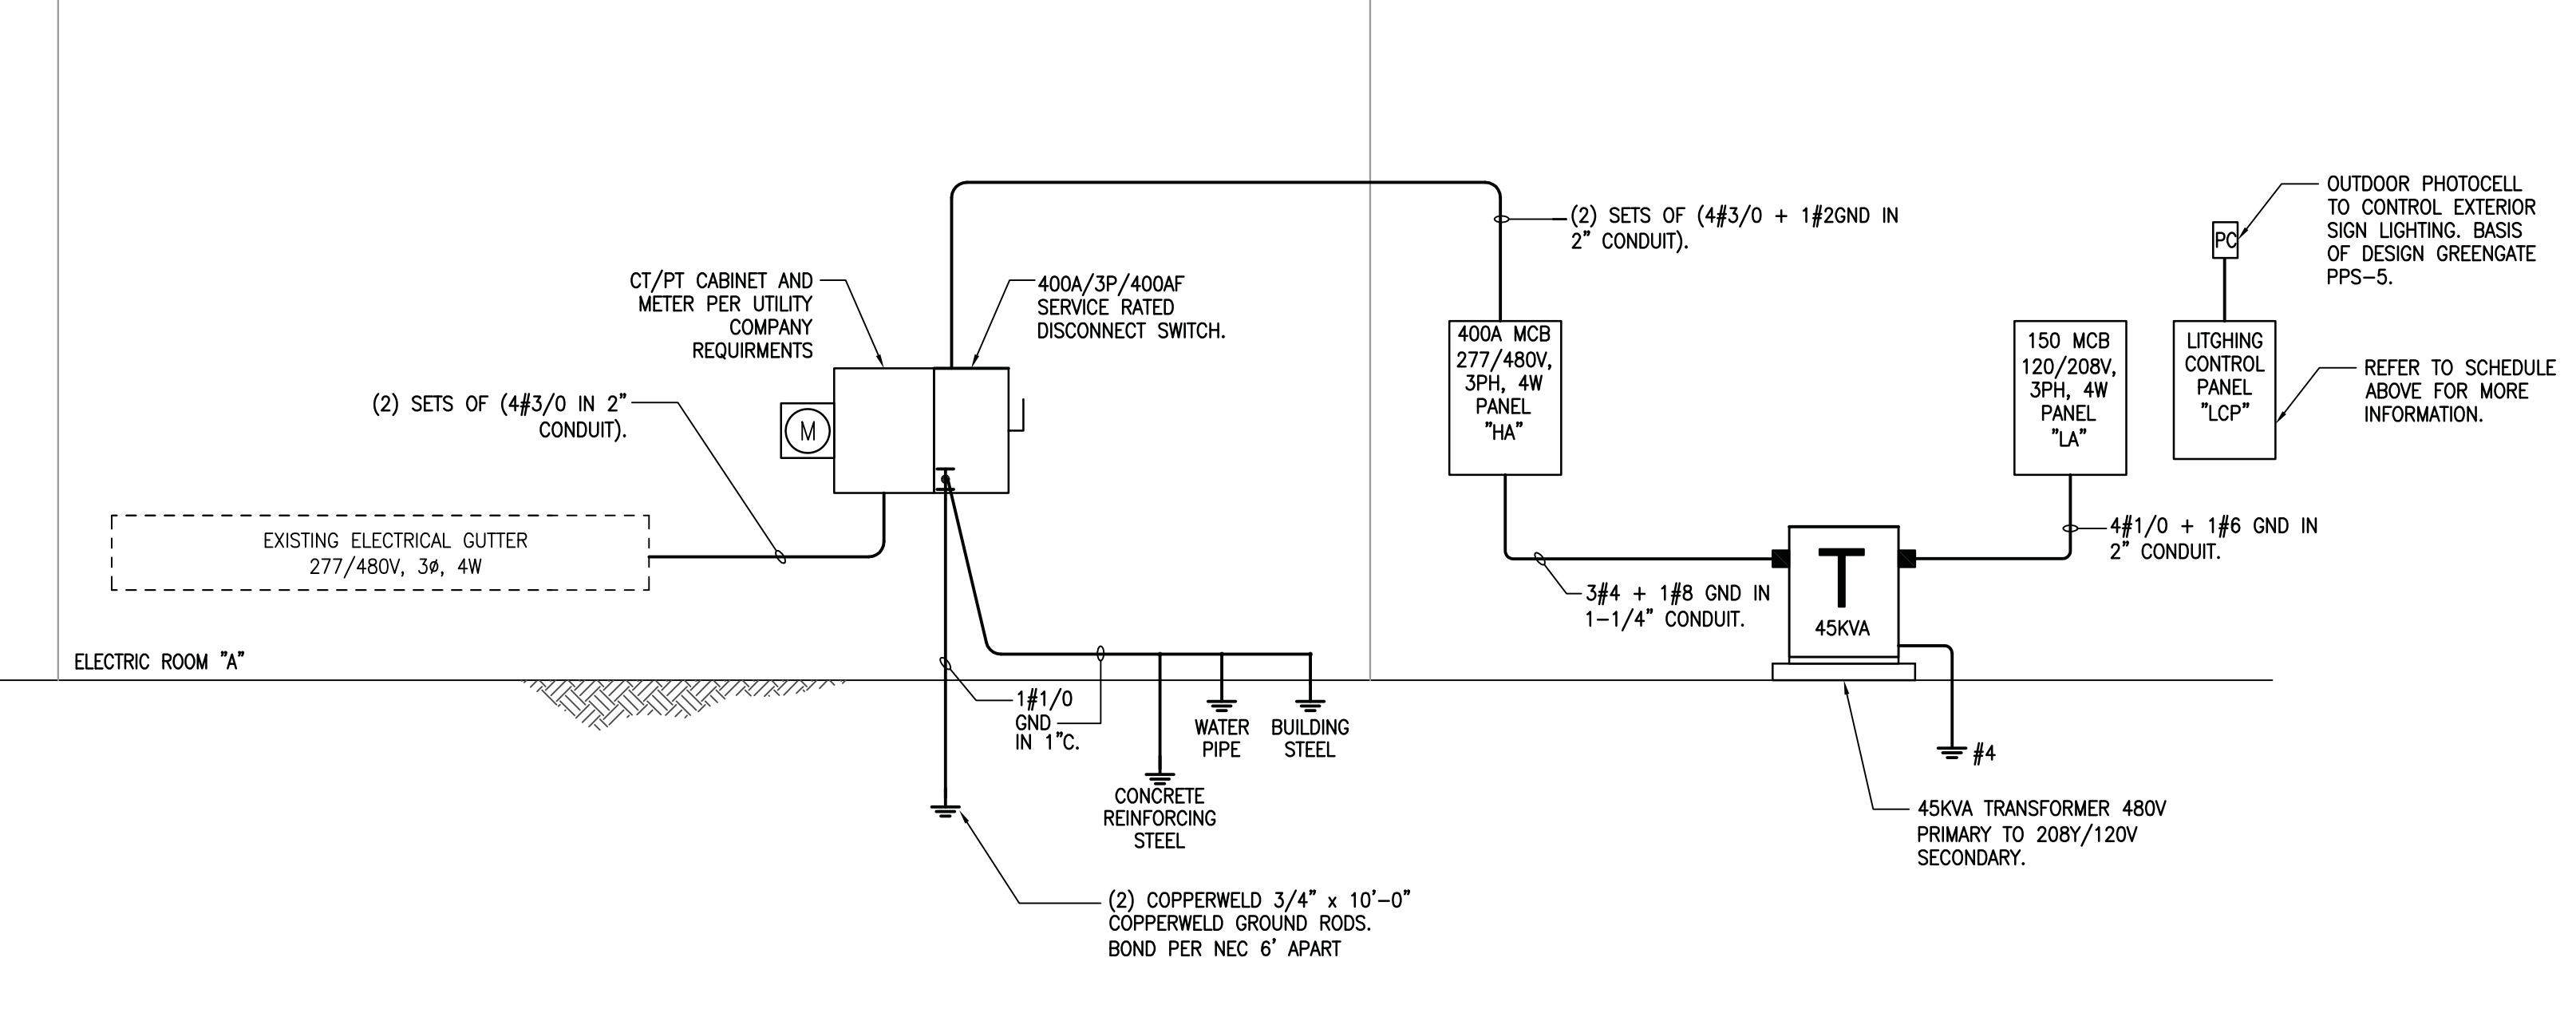 OUTDOOR PHOTOCELL
TO CONTROL EXTERIOR
SIGN LIGHTING. BASIS
OF DESIGN GREENGATE
PPS-5.
PC
(2) SETS OF (4#3/0 + 1#2GND IN
2" CONDUIT).
CT/PT CABINET AND
METER PER UTILITY
COMPANY
REQUIRMENTS
400A/3P/400AF
SERVICE RATED
DISCONNECT SWITCH.
(2) SETS OF (4#3/0 IN 2"
CONDUIT).
M
400A MCB
277/480V,
3PH, 4W
PANEL
"HA"
150 MCB
120/208V,
3PH, 4W
PANEL
"LA"
LITGHING
CONTROL
PANEL
"LCP"
REFER TO SCHEDULE
ABOVE FOR MORE
INFORMATION.
EXISTING ELECTRICAL GUTTER
277/480V, 3ø, 4W
4#1/0 + 1#6 GND IN
2" CONDUIT.
3#4 + 1#8 GND IN
1-1/4" CONDUIT.
T
45KVA
ELECTRIC ROOM "A"
1#1/0
GND
IN 1"C.
WATER
PIPE
BUILDING
STEEL
CONCRETE
REINFORCING
STEEL
#4
45KVA TRANSFORMER 480V
PRIMARY TO 208Y/120V
SECONDARY.
(2) COPPERWELD 3/4" x 10'-0"
COPPERWELD GROUND RODS.
BOND PER NEC 6' APART